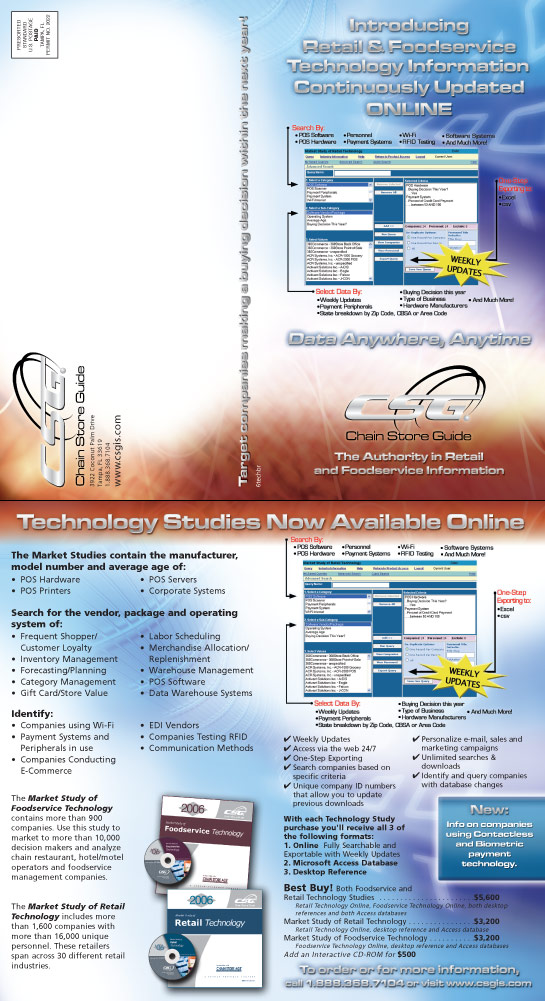 PRESORTED
STANDARD
U.S. POSTAGE
PAID
TAMPA, FL
PERMIT NO. 2022
Target companies making a buying decision within the next year!
6techbr
CSG®
Chain Store Guide
3922 Coconut Palm Drive
Tampa, FL 33619
1.888.368.7104
www.csgis.com
Introducing
Retail & Foodservice
Technology Information
Continuously Updated
ONLINE
Search By:
•POS Software •Personnel •Wi-Fi •Software Systems
•POS Hardware •Payment Systems •RFID Testing •And Much More!
One-Step
Exporting to:
•Excel
•csv
WEEKLY
UPDATES
Select Data By:
•Weekly Updates
•Payment Peripherals
•State breakdown by Zip Code, CBSA or Area Code
•Buying Decision this year
•Type of Business
•Hardware Manufacturers
•And Much More!
Data Anywhere, Anytime
CSG®
Chain Store Guide
The Authority in Retail
and Foodservice Information
Technology Studies Now Available Online
The Market Studies contain the manufacturer,
model number and average age of:
• POS Hardware
• POS Printers
• POS Servers
• Corporate Systems
Search for the vendor, package and operating
system of:
• Frequent Shopper/
Customer Loyalty
• Inventory Management
• Forecasting/Planning
• Category Management
• Gift Card/Store Value
• Labor Scheduling
• Merchandise Allocation/
Replenishment
• Warehouse Management
• POS Software
• Data Warehouse Systems
Identify:
• Companies using Wi-Fi
• Payment Systems and
Peripherals in use
• Companies Conducting
E-Commerce
• EDI Vendors
• Companies Testing RFID
• Communication Methods
The Market Study of
Foodservice Technology
contains more than 900
companies. Use this study to
market to more than 10,000
decision makers and analyze
chain restaurant, hotel/motel
operators and foodservice
management companies.
The Market Study of Retail
Technology includes more
than 1,600 companies with
more than 16,000 unique
personnel. These retailers
span across 30 different retail
industries.
2006
CSG
Foodservice Technology
2006
CSG
Retail Technology
Search By:
•POS Software •Personnel •Wi-Fi •Software Systems
•POS Hardware •Payment Systems •RFID Testing •And Much More!
One-Step
Exporting to:
•Excel
•csv
WEEKLY
UPDATES
Select Data By:
•Weekly Updates
•Payment Peripherals
•State breakdown by Zip Code, CBSA or Area Code
•Buying Decision this year
•Type of Business
•Hardware Manufacturers
•And Much More!
✔ Weekly Updates
✔ Access via the web 24/7
✔ One-Step Exporting
✔ Search companies based on
specific criteria
✔ Unique company ID numbers
that allow you to update
previous downloads
✔ Personalize e-mail, sales and
marketing campaigns
✔ Unlimited searches &
downloads
✔ Identify and query companies
with database changes
With each Technology Study
purchase you'll receive all 3 of
the following formats:
1. Online Fully Searchable and
Exportable with Weekly Updates
2. Microsoft Access Database
3. Desktop Reference
New:
Info on companies
using Contactless
and Biometric
payment
technology.
Best Buy! Both Foodservice and
Retail Technology Studies . . . . . . . . . . . . . . . . . . . $5,600
Retail Technology Online, Foodservice Technology Online, both desktop
references and both Access databases
Market Study of Retail Technology . . . . . . . . . . . . . . $3,200
Retail Technology Online, desktop reference and Access database
Market Study of Foodservice Technology . . . . . . . . . . $3,200
Foodservice Technology Online, desktop reference and Access databases
Add an Interactive CD-ROM for $500
To order or for more information,
call 1.888.368.7104 or visit www.csgis.com